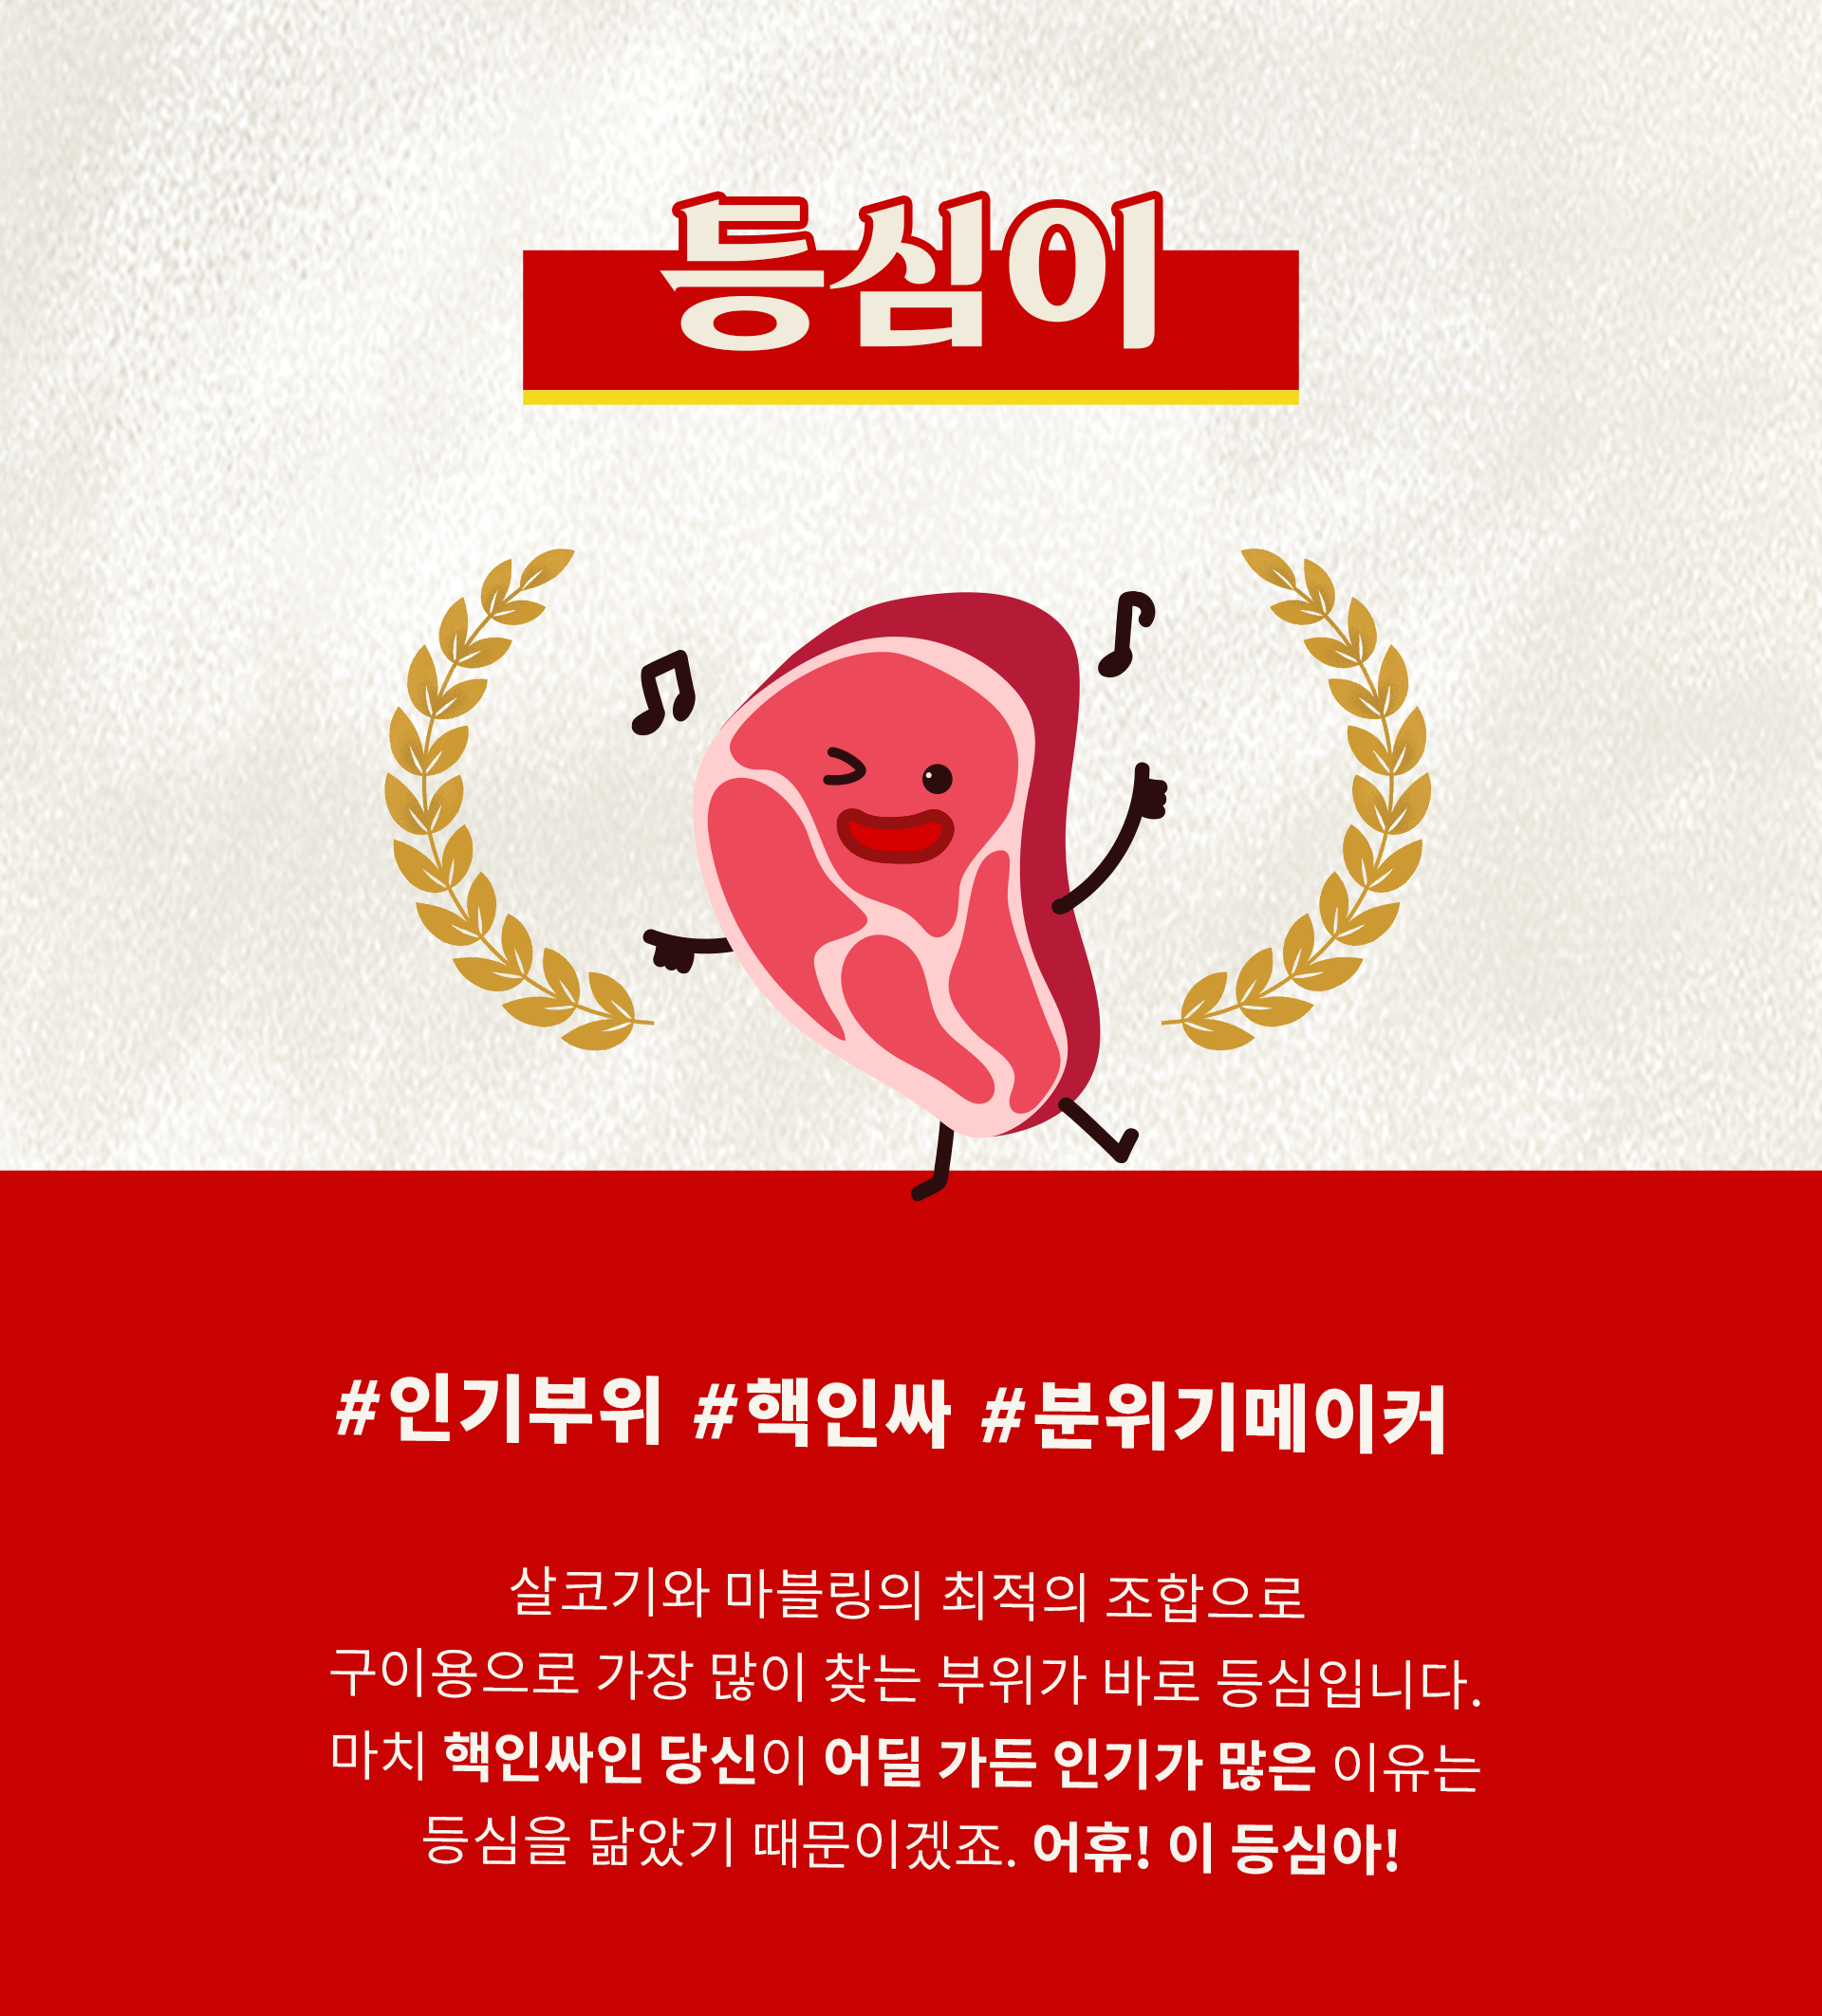 등심이
#인기부위 #핵인싸 #분위기메이커
살코기와 마블링의 최적의 조합으로
구이용으로 가장 많이 찾는 부위가 바로 등심입니다.
마치 핵인싸인 당신이 어딜 가든 인기가 많은 이유는
등심을 닮았기 때문이겠죠. 어휴! 이 등심아!